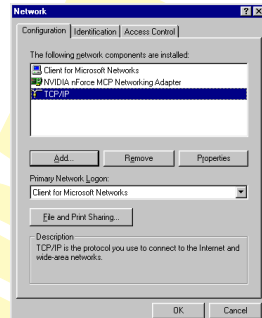 Network
Configuration Identification Access Control
The following network components are installed:
Client for Microsoft Networks
NVIDIA nForce MCP Networking Adapter
TCP/IP
Add... Remove Properties
Primary Network Logon:
Client for Microsoft Networks
File and Print Sharing...
Description
TCP/IP is the protocol you use to connect to the Internet and
wide-area networks.
OK Cancel